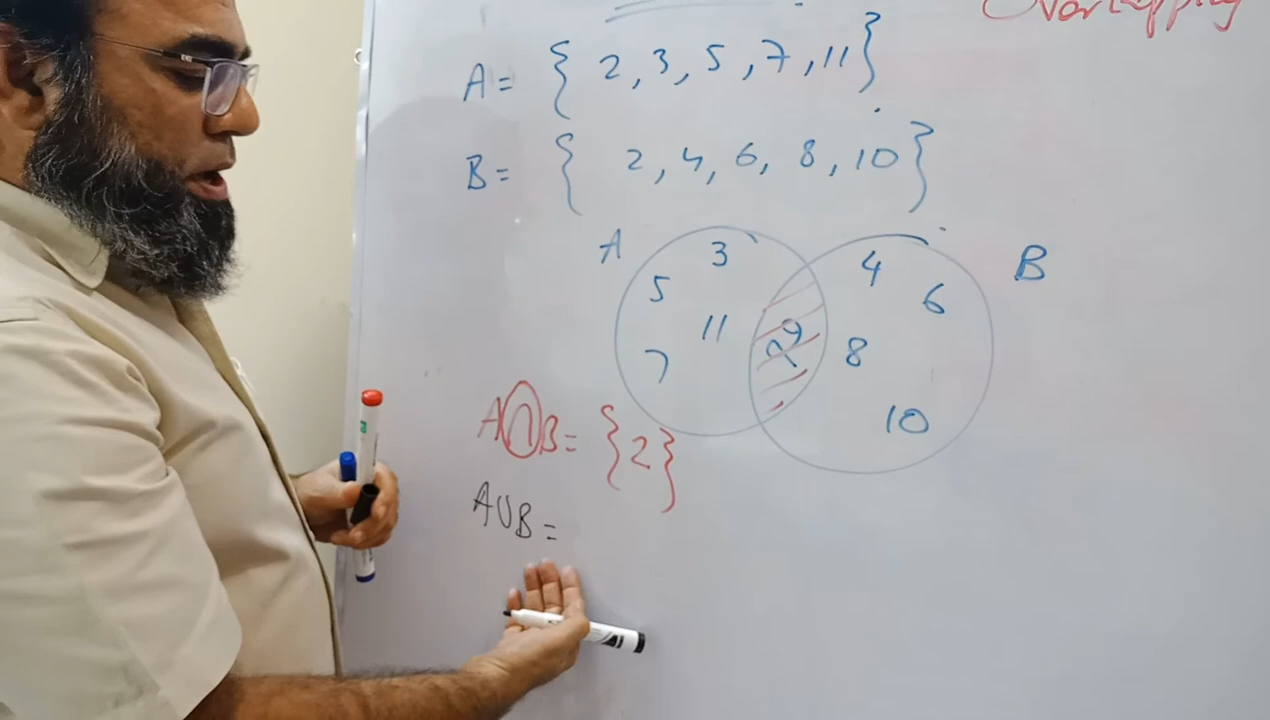 Overlapping
A = { 2, 3, 5, 7, 11 }
B = { 2, 4, 6, 8, 10 }
A 3 4 B
5 6
11 2 8
7
10
A∩B = { 2 }
A∪B =